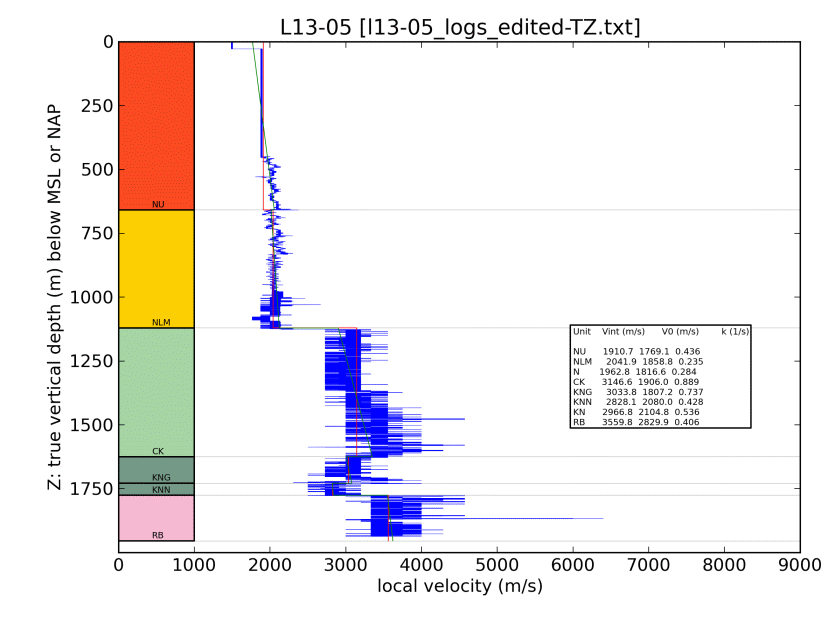 L13-05 [l13-05_logs_edited-TZ.txt]
Z: true vertical depth (m) below MSL or NAP
0
250
500
750
1000
1250
1500
1750
NU
NLM
CK
KNG
KNN
RB
Unit Vint (m/s) V0 (m/s) k (1/s)
NU 1910.7 1769.1 0.436
NLM 2041.9 1858.8 0.235
N 1962.8 1816.6 0.284
CK 3146.6 1906.0 0.889
KNG 3033.8 1807.2 0.737
KNN 2828.1 2080.0 0.428
KN 2966.8 2104.8 0.536
RB 3559.8 2829.9 0.406
0 1000 2000 3000 4000 5000 6000 7000 8000 9000
local velocity (m/s)